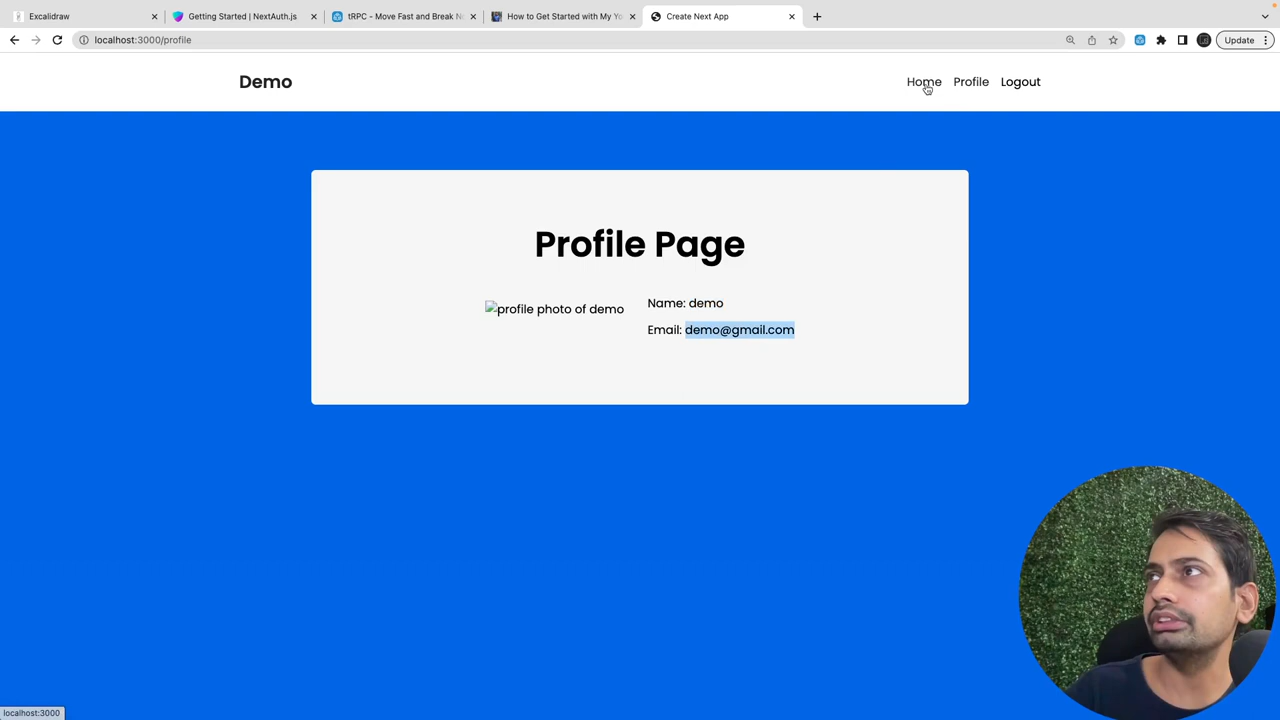 Excalidraw
Getting Started | NextAuth.js
tRPC - Move Fast and Break N
How to Get Started with My Yo
Create Next App
localhost:3000/profile
Update
Demo
Home Profile Logout
Profile Page
profile photo of demo
Name: demo
Email: demo@gmail.com
localhost:3000